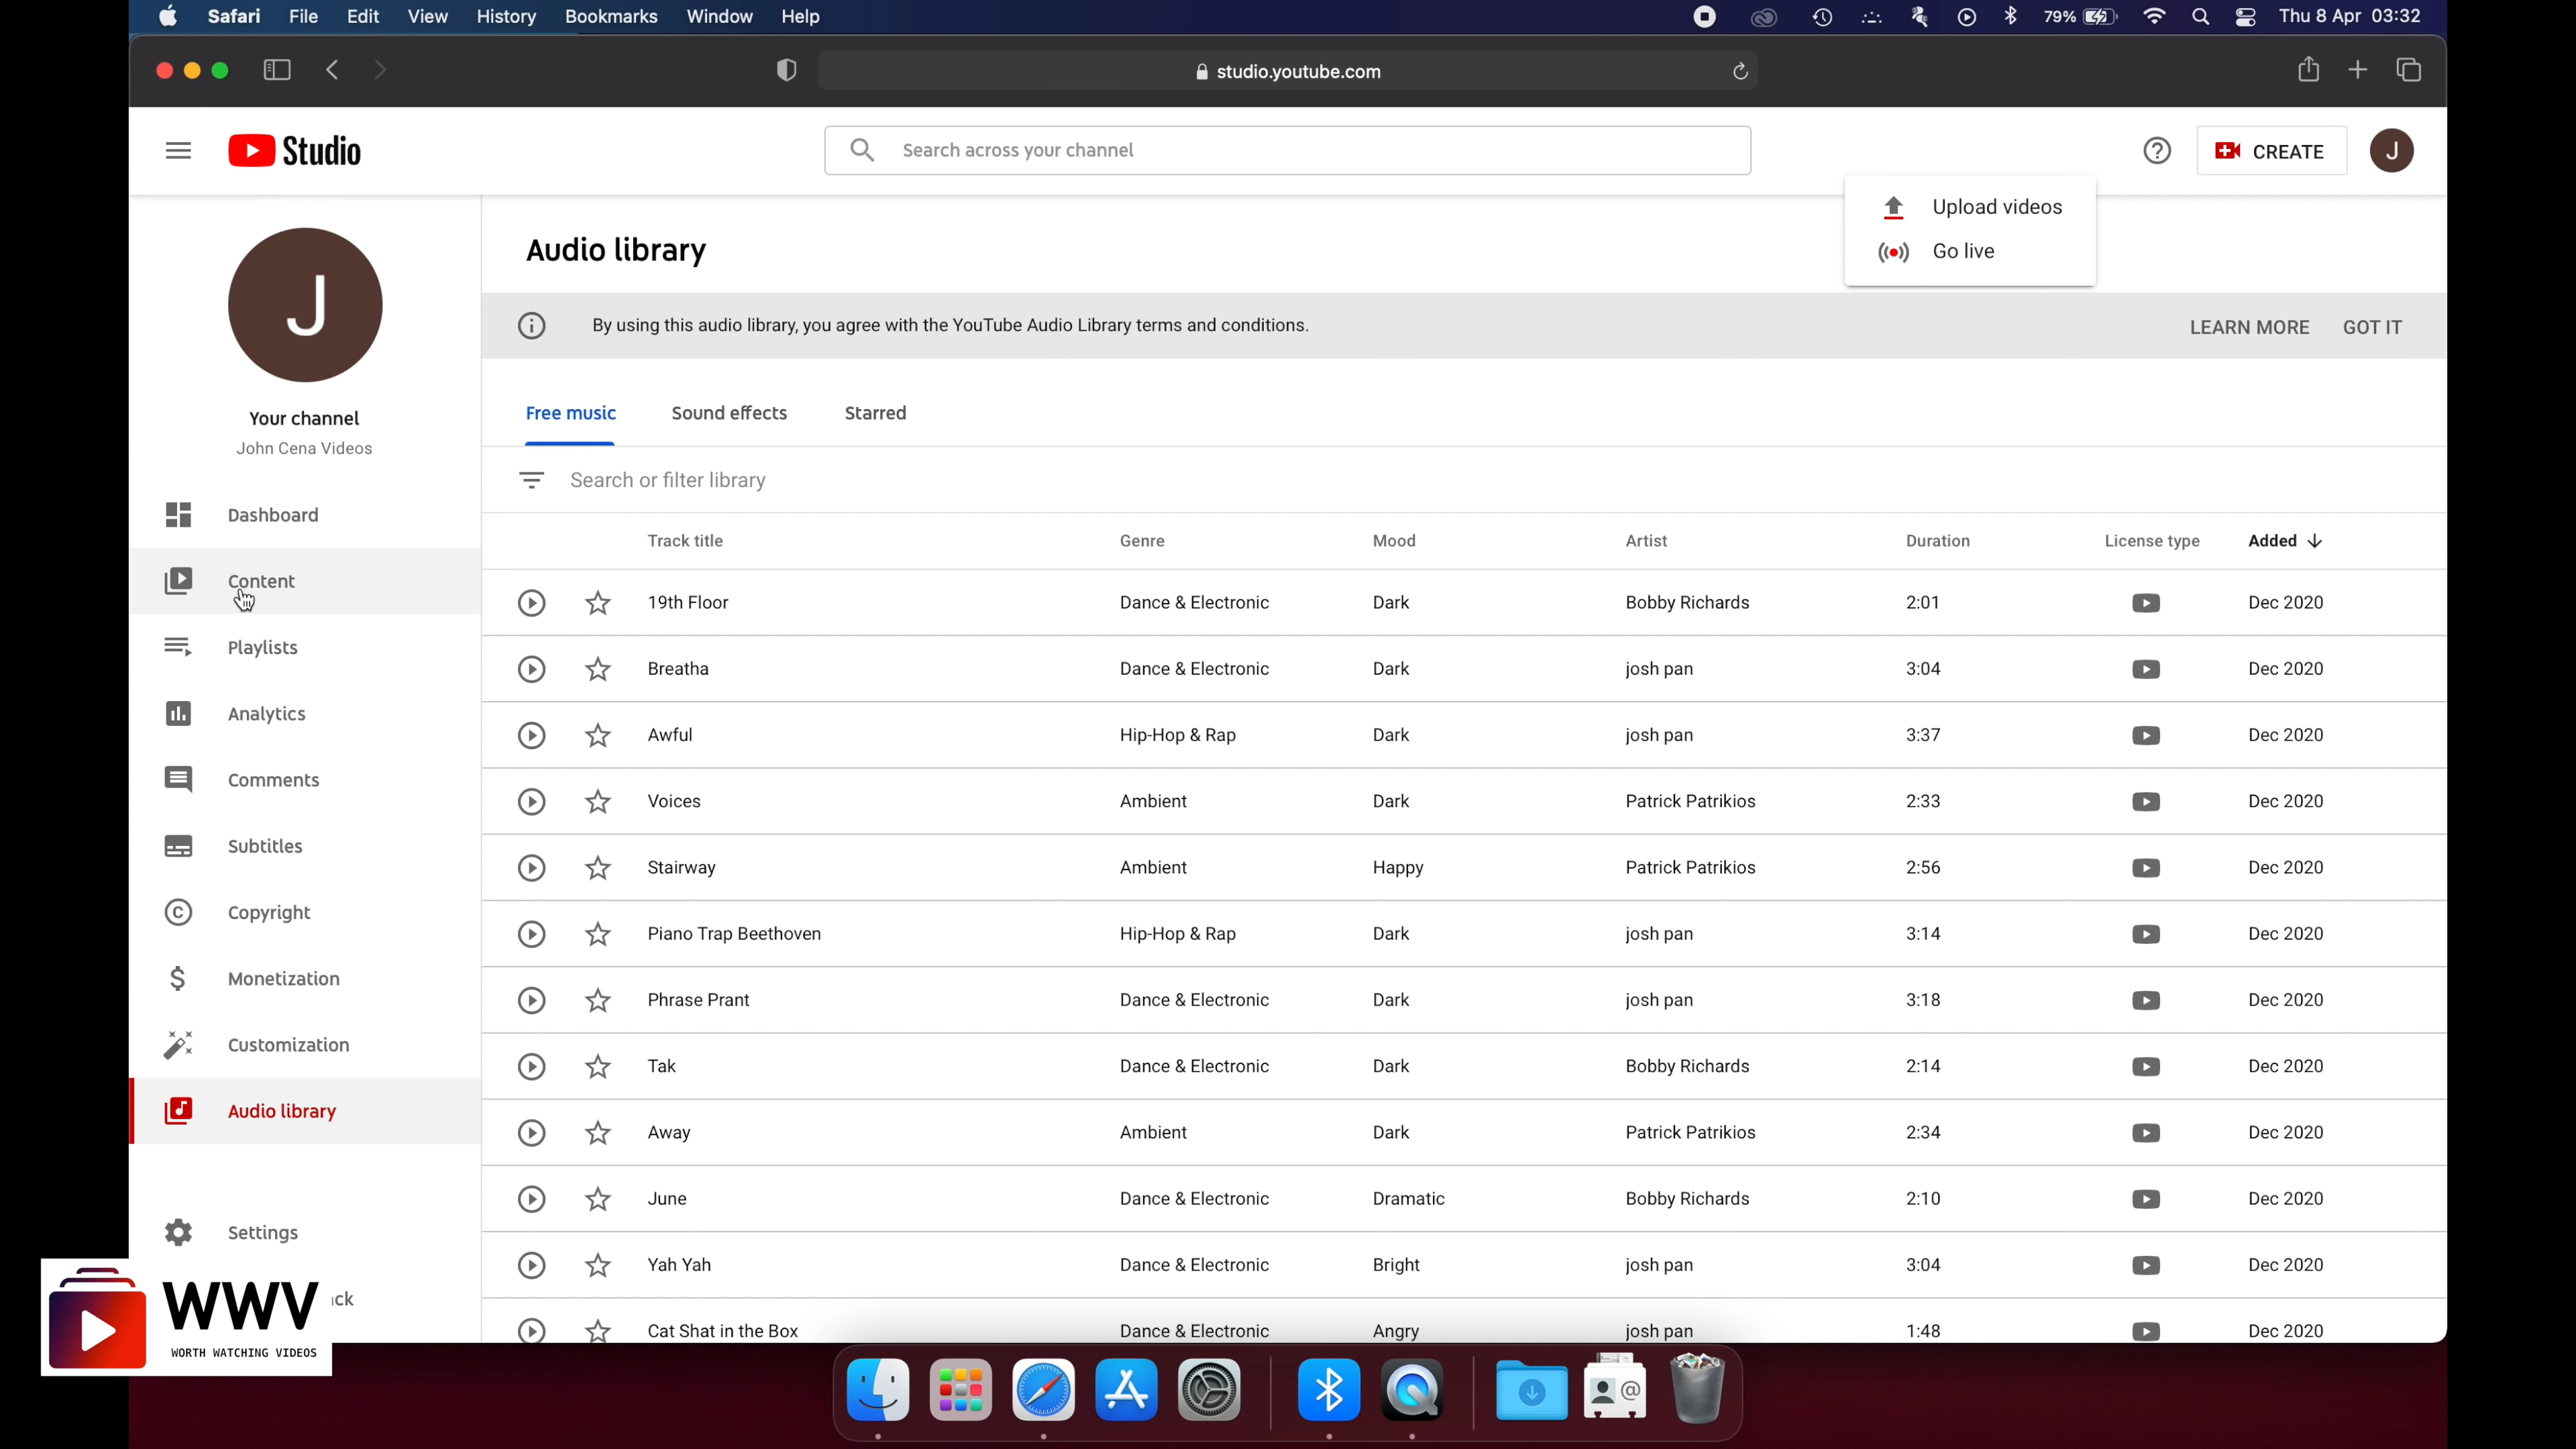 Safari File Edit View History Bookmarks Window Help 79% Thu 8 Apr 03:32
studio.youtube.com
Studio Search across your channel ? CREATE J
Upload videos
Go live
J
Your channel
John Cena Videos
Dashboard
Content
Playlists
Analytics
Comments
Subtitles
Copyright
Monetization
Customization
Audio library
Settings
ck
Audio library
By using this audio library, you agree with the YouTube Audio Library terms and conditions. LEARN MORE GOT IT
Free music Sound effects Starred
Search or filter library
Track title Genre Mood Artist Duration License type Added
19th Floor Dance & Electronic Dark Bobby Richards 2:01 Dec 2020
Breatha Dance & Electronic Dark josh pan 3:04 Dec 2020
Awful Hip-Hop & Rap Dark josh pan 3:37 Dec 2020
Voices Ambient Dark Patrick Patrikios 2:33 Dec 2020
Stairway Ambient Happy Patrick Patrikios 2:56 Dec 2020
Piano Trap Beethoven Hip-Hop & Rap Dark josh pan 3:14 Dec 2020
Phrase Prant Dance & Electronic Dark josh pan 3:18 Dec 2020
Tak Dance & Electronic Dark Bobby Richards 2:14 Dec 2020
Away Ambient Dark Patrick Patrikios 2:34 Dec 2020
June Dance & Electronic Dramatic Bobby Richards 2:10 Dec 2020
Yah Yah Dance & Electronic Bright josh pan 3:04 Dec 2020
Cat Shat in the Box Dance & Electronic Angry josh pan 1:48 Dec 2020
WWV
WORTH WATCHING VIDEOS